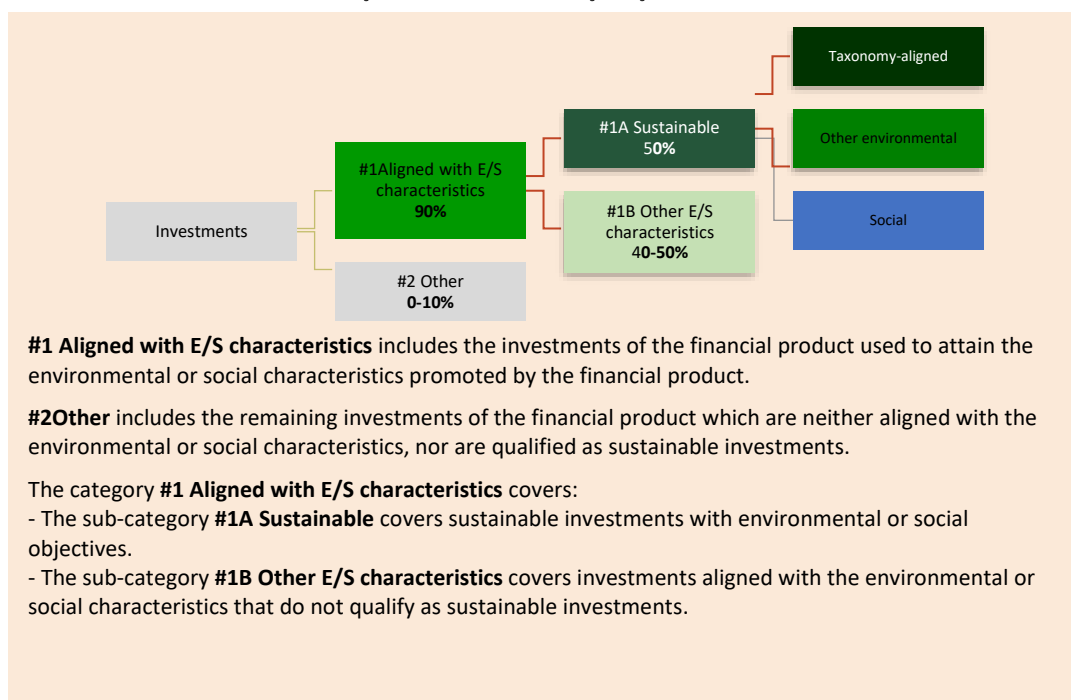 Taxonomy-aligned
#1A Sustainable
50%
Other environmental
#1Aligned with E/S
characteristics
90%
#1B Other E/S
characteristics
40-50%
Social
Investments
#2 Other
0-10%
#1 Aligned with E/S characteristics includes the investments of the financial product used to attain the
environmental or social characteristics promoted by the financial product.
#2Other includes the remaining investments of the financial product which are neither aligned with the
environmental or social characteristics, nor are qualified as sustainable investments.
The category #1 Aligned with E/S characteristics covers:
- The sub-category #1A Sustainable covers sustainable investments with environmental or social
objectives.
- The sub-category #1B Other E/S characteristics covers investments aligned with the environmental or
social characteristics that do not qualify as sustainable investments.